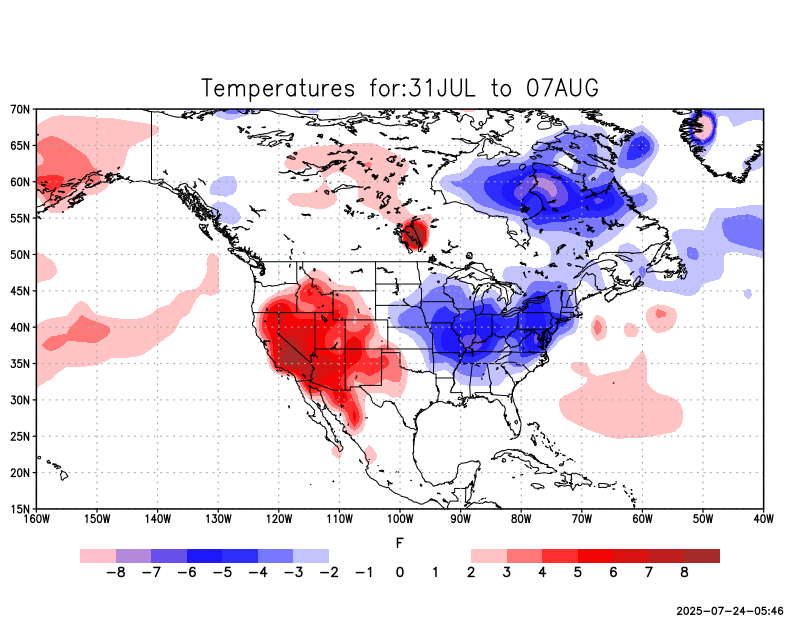 Temperatures for:31JUL to 07AUG
70N
65N
60N
55N
50N
45N
40N
35N
30N
25N
20N
15N
160W 150W 140W 130W 120W 110W 100W 90W 80W 70W 60W 50W 40W
F
-8 -7 -6 -5 -4 -3 -2 -1 0 1 2 3 4 5 6 7 8
2025-07-24-05:46